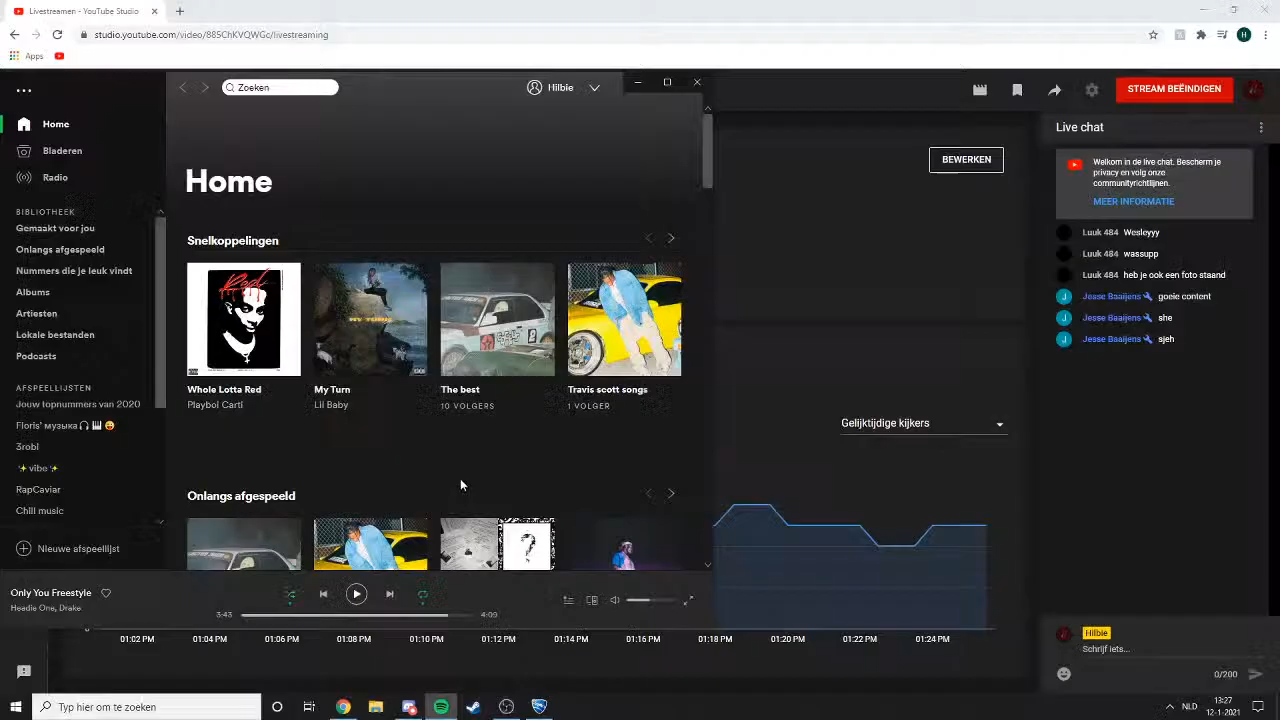 Livestreamen - YouTube Studio
studio.youtube.com/video/885ChKVQWGc/livestreaming
H
Apps
Zoeken
Hilbie
STREAM BEËINDIGEN
Home
Bladeren
Radio
BIBLIOTHEEK
Gemaakt voor jou
Onlangs afgespeeld
Nummers die je leuk vindt
Albums
Artiesten
Lokale bestanden
Podcasts
AFSPEELLIJSTEN
Jouw topnummers van 2020
Floris' музыка🎧 🎹 😀
3robi
✨vibe✨
RapCaviar
Chill music
Nieuwe afspeellijst
Home
Snelkoppelingen
Red
MY TURN
Whole Lotta Red
Playboi Carti
My Turn
Lil Baby
The best
10 VOLGERS
Travis scott songs
1 VOLGER
Onlangs afgespeeld
?
Only You Freestyle
Headie One, Drake
3:43
4:09
BEWERKEN
Gelijktijdige kijkers
0
01:02 PM 01:04 PM 01:06 PM 01:08 PM 01:10 PM 01:12 PM 01:14 PM 01:16 PM 01:18 PM 01:20 PM 01:22 PM 01:24 PM
Live chat
Welkom in de live chat. Bescherm je
privacy en volg onze
communityrichtlijnen.
MEER INFORMATIE
Luuk 484 Wesleyyy
Luuk 484 wassupp
Luuk 484 heb je ook een foto staand
J Jesse Baaijens goeie content
J Jesse Baaijens she
J Jesse Baaijens sjeh
Hilbie
Schrijf iets...
0/200
Typ hier om te zoeken
NLD
13:27
12-1-2021